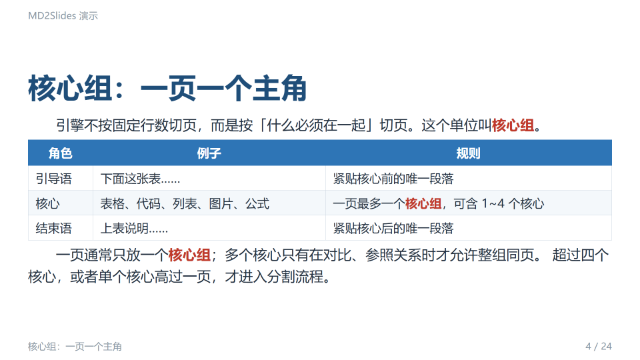 MD2Slides 演示
核心组：一页一个主角
引擎不按固定行数切页，而是按「什么必须在一起」切页。这个单位叫核心组。
角色 例子 规则
引导语 下面这张表…… 紧贴核心前的唯一段落
核心 表格、代码、列表、图片、公式 一页最多一个核心组，可含 1~4 个核心
结束语 上表说明…… 紧贴核心后的唯一段落
一页通常只放一个核心组；多个核心只有在对比、参照关系时才允许整组同页。 超过四个
核心，或者单个核心高过一页，才进入分割流程。
核心组：一页一个主角 4 / 24